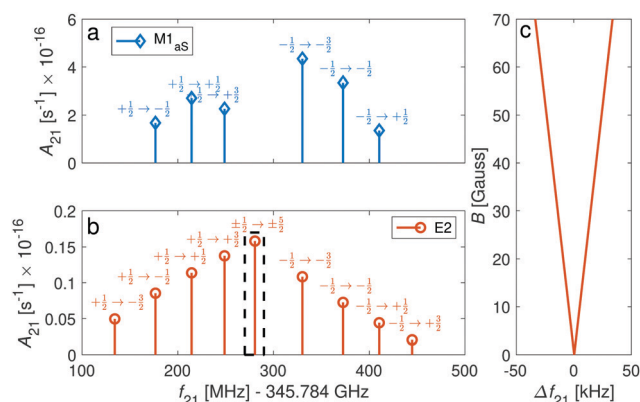 a
M1aS
A21 [s⁻¹] × 10⁻¹⁶
6
4
2
0
+1/2 → −1/2
+1/2 → +1/2
+1/2 → +3/2
−1/2 → −3/2
−1/2 → −1/2
−1/2 → +1/2
100
200
300
400
500
b
E2
A21 [s⁻¹] × 10⁻¹⁶
0.2
0.15
0.1
0.05
0
+1/2 → −3/2
+1/2 → −1/2
+1/2 → +1/2
+1/2 → +3/2
±1/2 → ±5/2
−1/2 → −3/2
−1/2 → −1/2
−1/2 → +1/2
−1/2 → +3/2
100
200
300
400
500
f21 [MHz] - 345.784 GHz
c
B [Gauss]
70
60
50
40
30
20
10
0
-50
0
50
Δf21 [kHz]